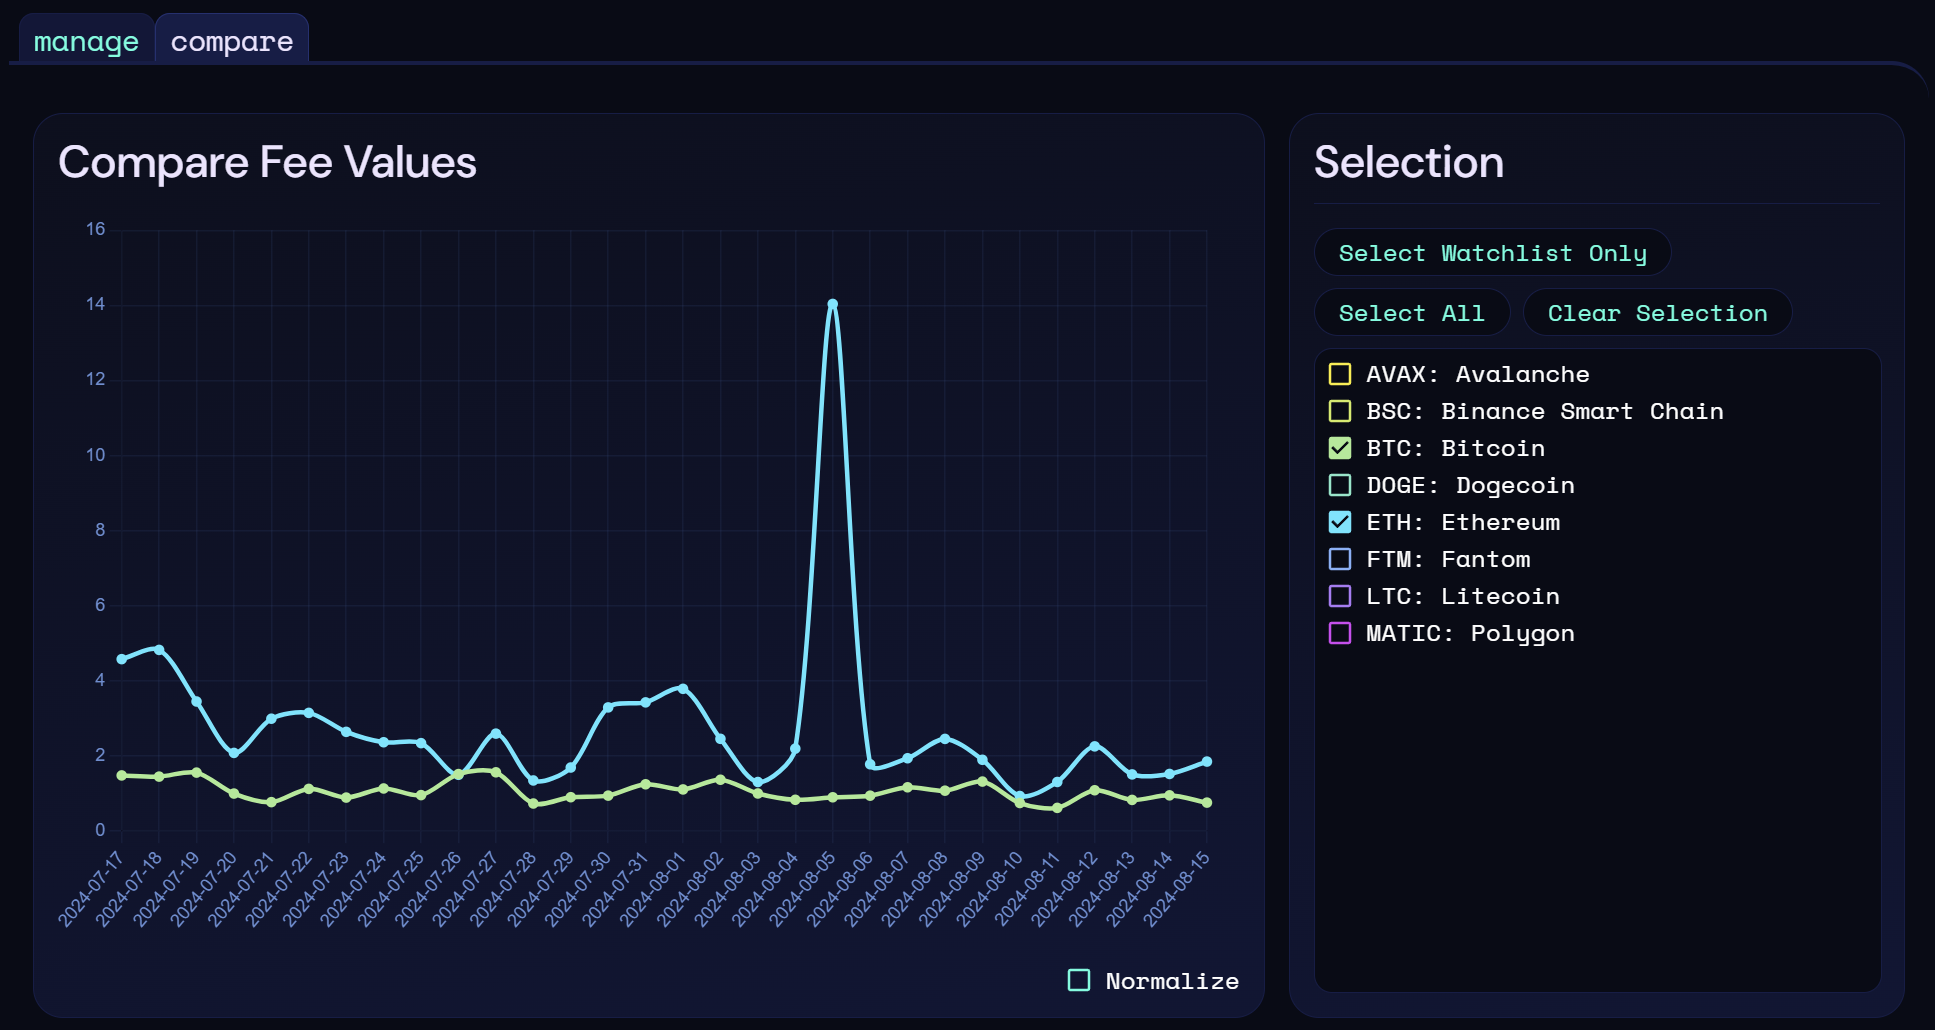 manage
compare
Compare Fee Values
16
14
12
10
8
6
4
2
0
2024-07-17
2024-07-18
2024-07-19
2024-07-20
2024-07-21
2024-07-22
2024-07-23
2024-07-24
2024-07-25
2024-07-26
2024-07-27
2024-07-28
2024-07-29
2024-07-30
2024-07-31
2024-08-01
2024-08-02
2024-08-03
2024-08-04
2024-08-05
2024-08-06
2024-08-07
2024-08-08
2024-08-09
2024-08-10
2024-08-11
2024-08-12
2024-08-13
2024-08-14
2024-08-15
Normalize
Selection
Select Watchlist Only
Select All
Clear Selection
AVAX: Avalanche
BSC: Binance Smart Chain
BTC: Bitcoin
DOGE: Dogecoin
ETH: Ethereum
FTM: Fantom
LTC: Litecoin
MATIC: Polygon